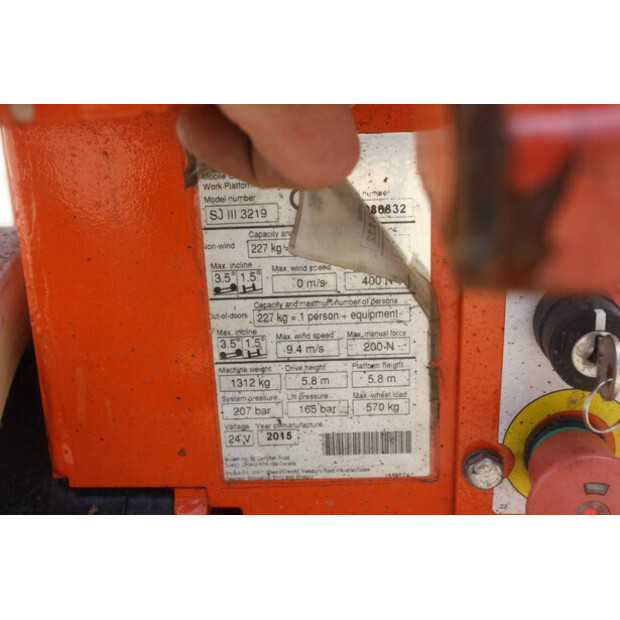 Mobile
Work Platform
Model number
number
SJ III 3219
86832
Non-wind
Capacity and
227 kg
Max. incline
Max. wind speed
3.5° 1.5°
0 m/s
400 N
Out-of-doors
Capacity and maximum number of persons
227 kg = 1 person + equipment
Max. incline
Max. wind speed
Max. manual force
3.5° 1.5°
9.4 m/s
200 N
Machine weight
Drive height
Platform height
1312 kg
5.8 m
5.8 m
System pressure
Lift pressure
Max. wheel load
207 bar
165 bar
570 kg
Voltage
Year of manufacture
24 V
2015